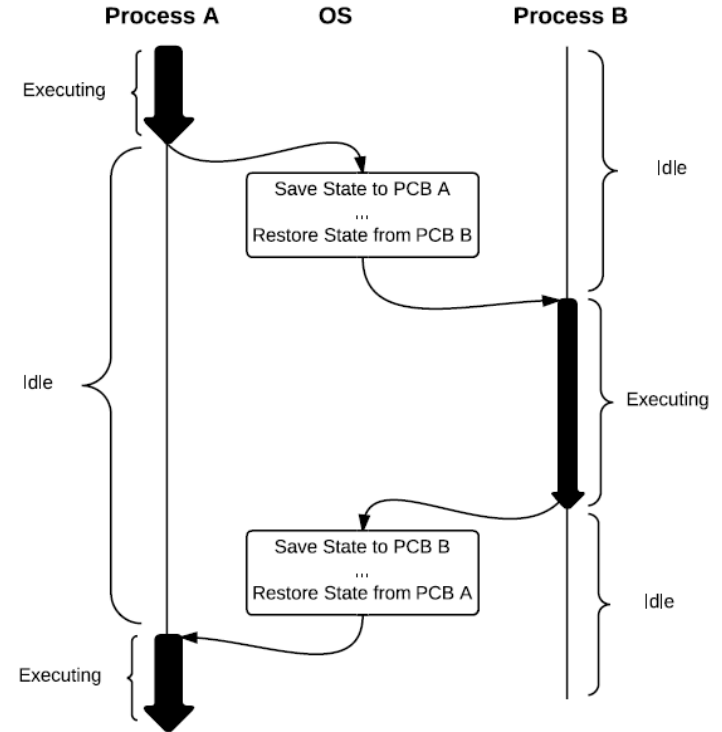 Process A
OS
Process B
Executing
Idle
Save State to PCB A
...
Restore State from PCB B
Idle
Executing
Save State to PCB B
...
Restore State from PCB A
Idle
Executing